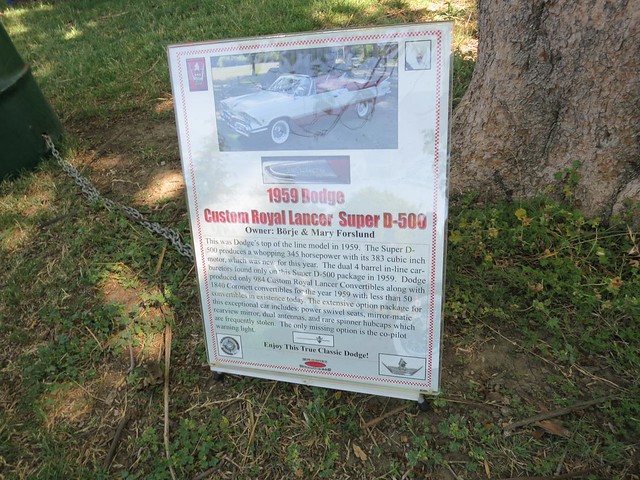 1959 Dodge
Custom Royal Lancer Super D-500
Owner: Börje & Mary Forslund
This was Dodge's top of the line model in 1959. The Super D-
500 produces a whopping 345 horsepower with its 383 cubic inch
motor, which was new for this year. The dual 4 barrel in-line car-
buretors found only on this Super D-500 package in 1959. Dodge
produced only 984 Custom Royal Lancer Convertibles along with
1840 Coronet convertibles for the year 1959 with less than 50
convertibles in existence today. The extensive option package for
this exceptional car includes: power swivel seats, mirror-matic
rearview mirror, dual antennas, and rare spinner hubcaps which
are frequently stolen. The only missing option is the co-pilot
warning light.
Enjoy This True Classic Dodge!